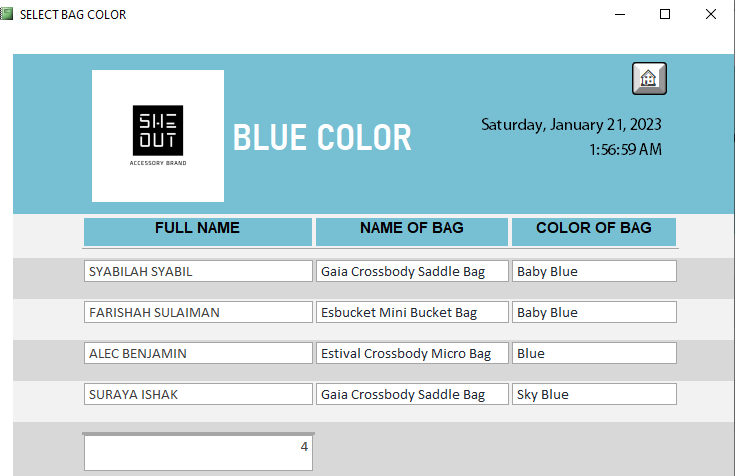 SELECT BAG COLOR
SHE
OUT
ACCESSORY BRAND
BLUE COLOR
Saturday, January 21, 2023
1:56:59 AM
FULL NAME NAME OF BAG COLOR OF BAG
SYABILAH SYABIL Gaia Crossbody Saddle Bag Baby Blue
FARISHAH SULAIMAN Esbucket Mini Bucket Bag Baby Blue
ALEC BENJAMIN Estival Crossbody Micro Bag Blue
SURAYA ISHAK Gaia Crossbody Saddle Bag Sky Blue
4